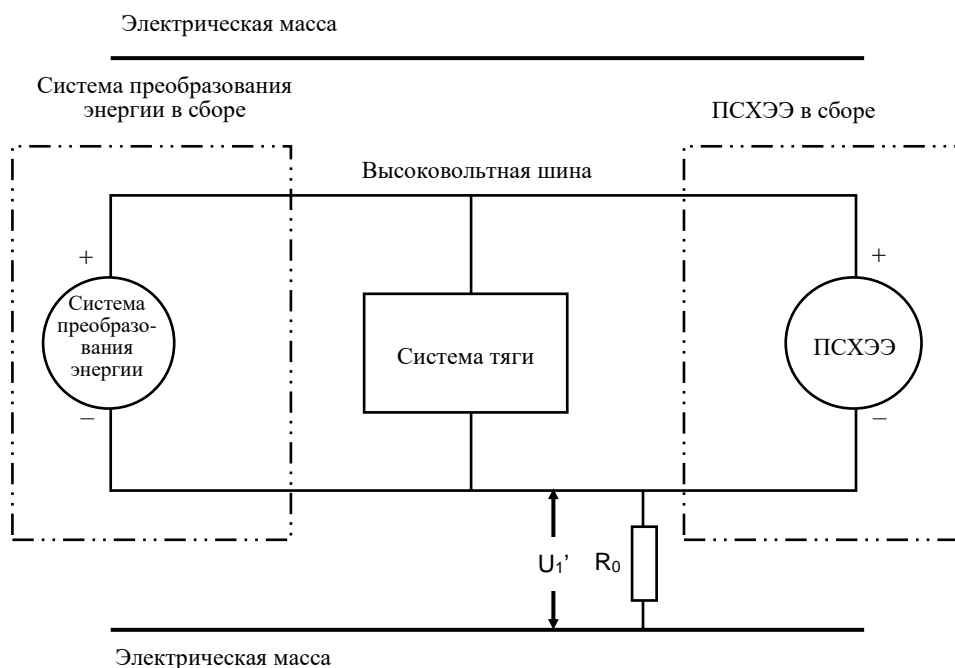 Электрическая масса
Система преобразования
энергии в сборе
ПСХЭЭ в сборе
Высоковольтная шина
+
+
Система
преобразо-
вания
энергии
Система тяги
ПСХЭЭ
−
−
U₁’
R₀
Электрическая масса